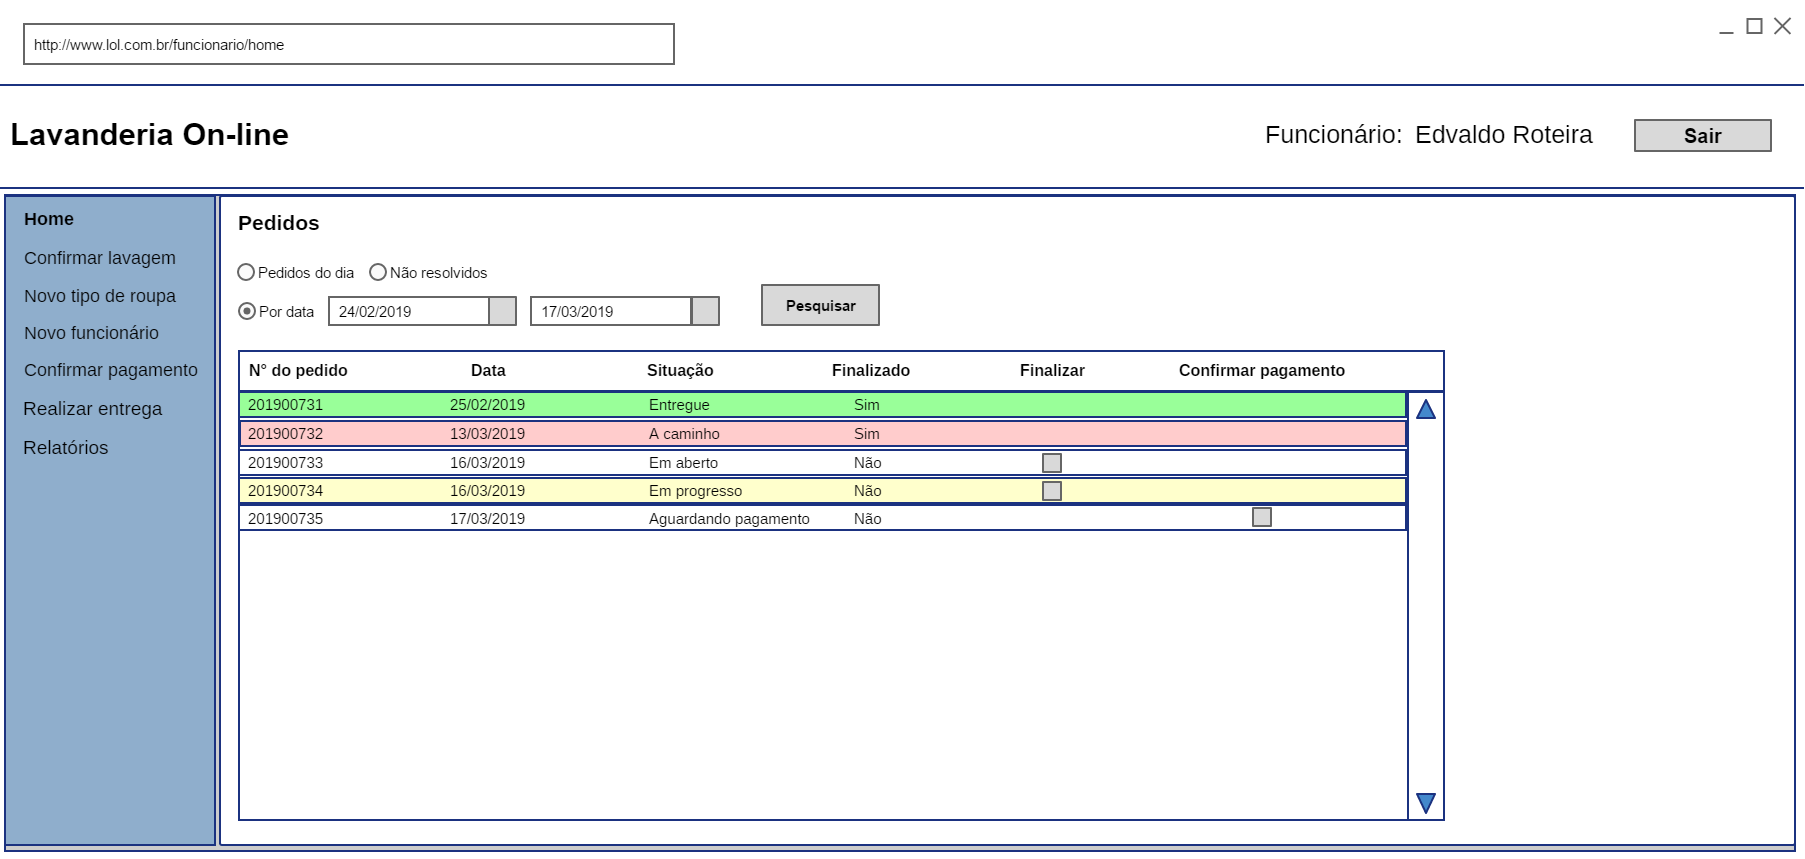 http://www.lol.com.br/funcionario/home
Lavanderia On-line
Funcionário: Edvaldo Roteira
Sair
Home
Confirmar lavagem
Novo tipo de roupa
Novo funcionário
Confirmar pagamento
Realizar entrega
Relatórios
Pedidos
Pedidos do dia Não resolvidos
Por data 24/02/2019 17/03/2019 Pesquisar
N° do pedido Data Situação Finalizado Finalizar Confirmar pagamento
201900731 25/02/2019 Entregue Sim
201900732 13/03/2019 A caminho Sim
201900733 16/03/2019 Em aberto Não
201900734 16/03/2019 Em progresso Não
201900735 17/03/2019 Aguardando pagamento Não